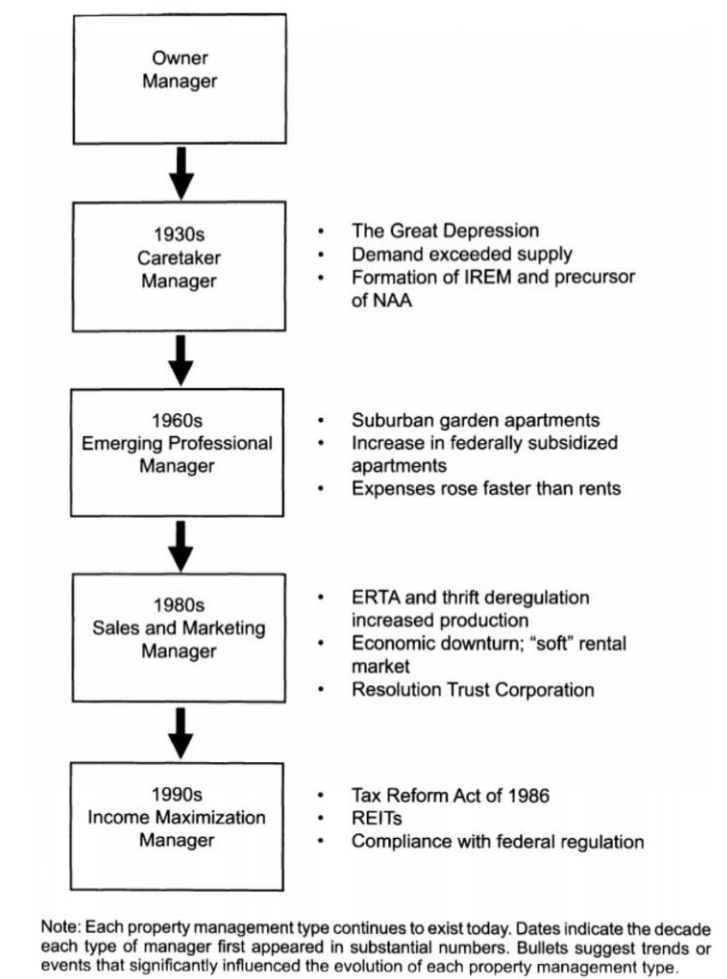 Owner
Manager
1930s
Caretaker
Manager
• The Great Depression
• Demand exceeded supply
• Formation of IREM and precursor
of NAA
1960s
Emerging Professional
Manager
• Suburban garden apartments
• Increase in federally subsidized
apartments
• Expenses rose faster than rents
1980s
Sales and Marketing
Manager
• ERTA and thrift deregulation
increased production
• Economic downturn; “soft” rental
market
• Resolution Trust Corporation
1990s
Income Maximization
Manager
• Tax Reform Act of 1986
• REITs
• Compliance with federal regulation
Note: Each property management type continues to exist today. Dates indicate the decade
each type of manager first appeared in substantial numbers. Bullets suggest trends or
events that significantly influenced the evolution of each property management type.